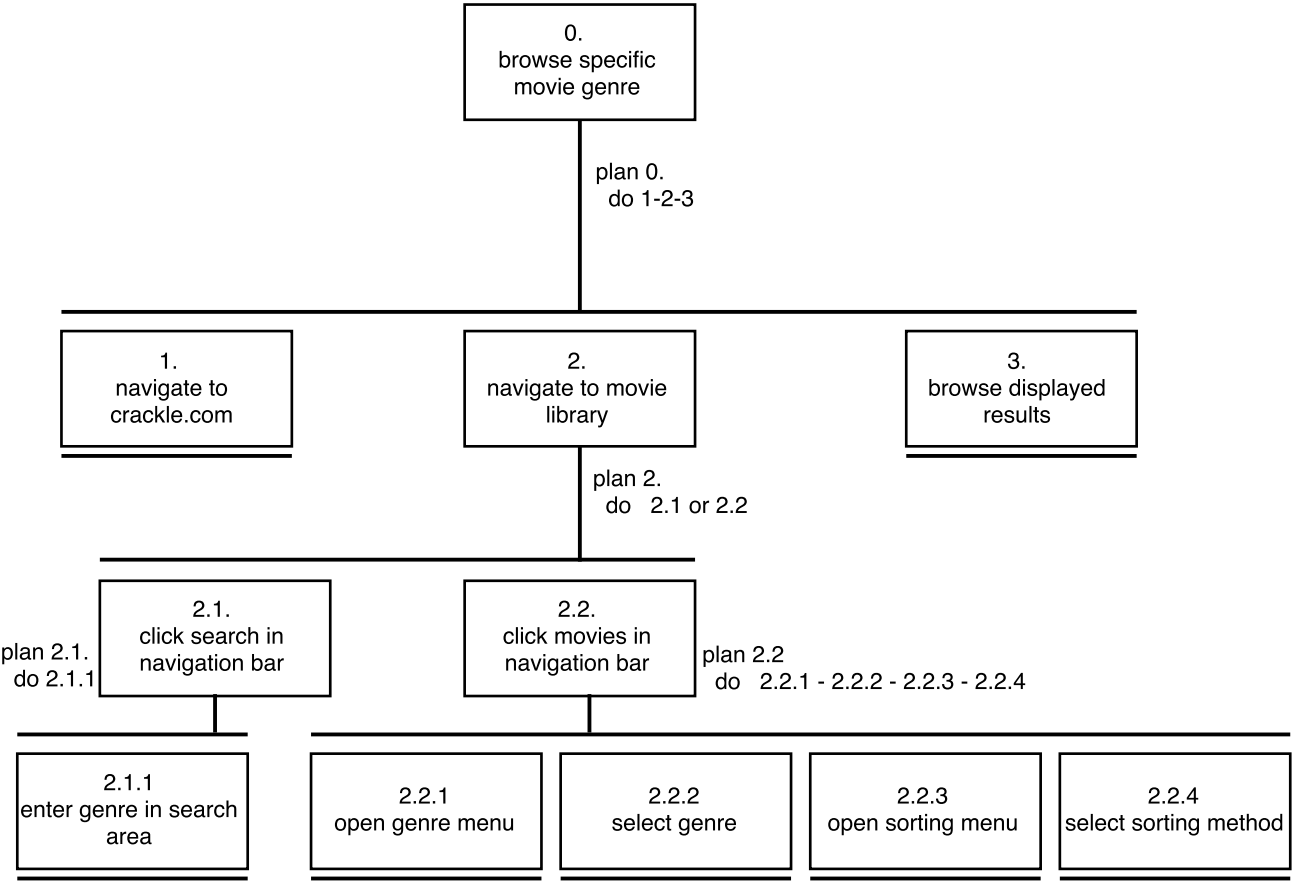 0.
browse specific
movie genre
plan 0.
do 1-2-3
1.
navigate to
crackle.com
2.
navigate to movie
library
3.
browse displayed
results
plan 2.
do 2.1 or 2.2
2.1.
click search in
navigation bar
2.2.
click movies in
navigation bar
plan 2.1.
do 2.1.1
plan 2.2
do 2.2.1 - 2.2.2 - 2.2.3 - 2.2.4
2.1.1
enter genre in search
area
2.2.1
open genre menu
2.2.2
select genre
2.2.3
open sorting menu
2.2.4
select sorting method